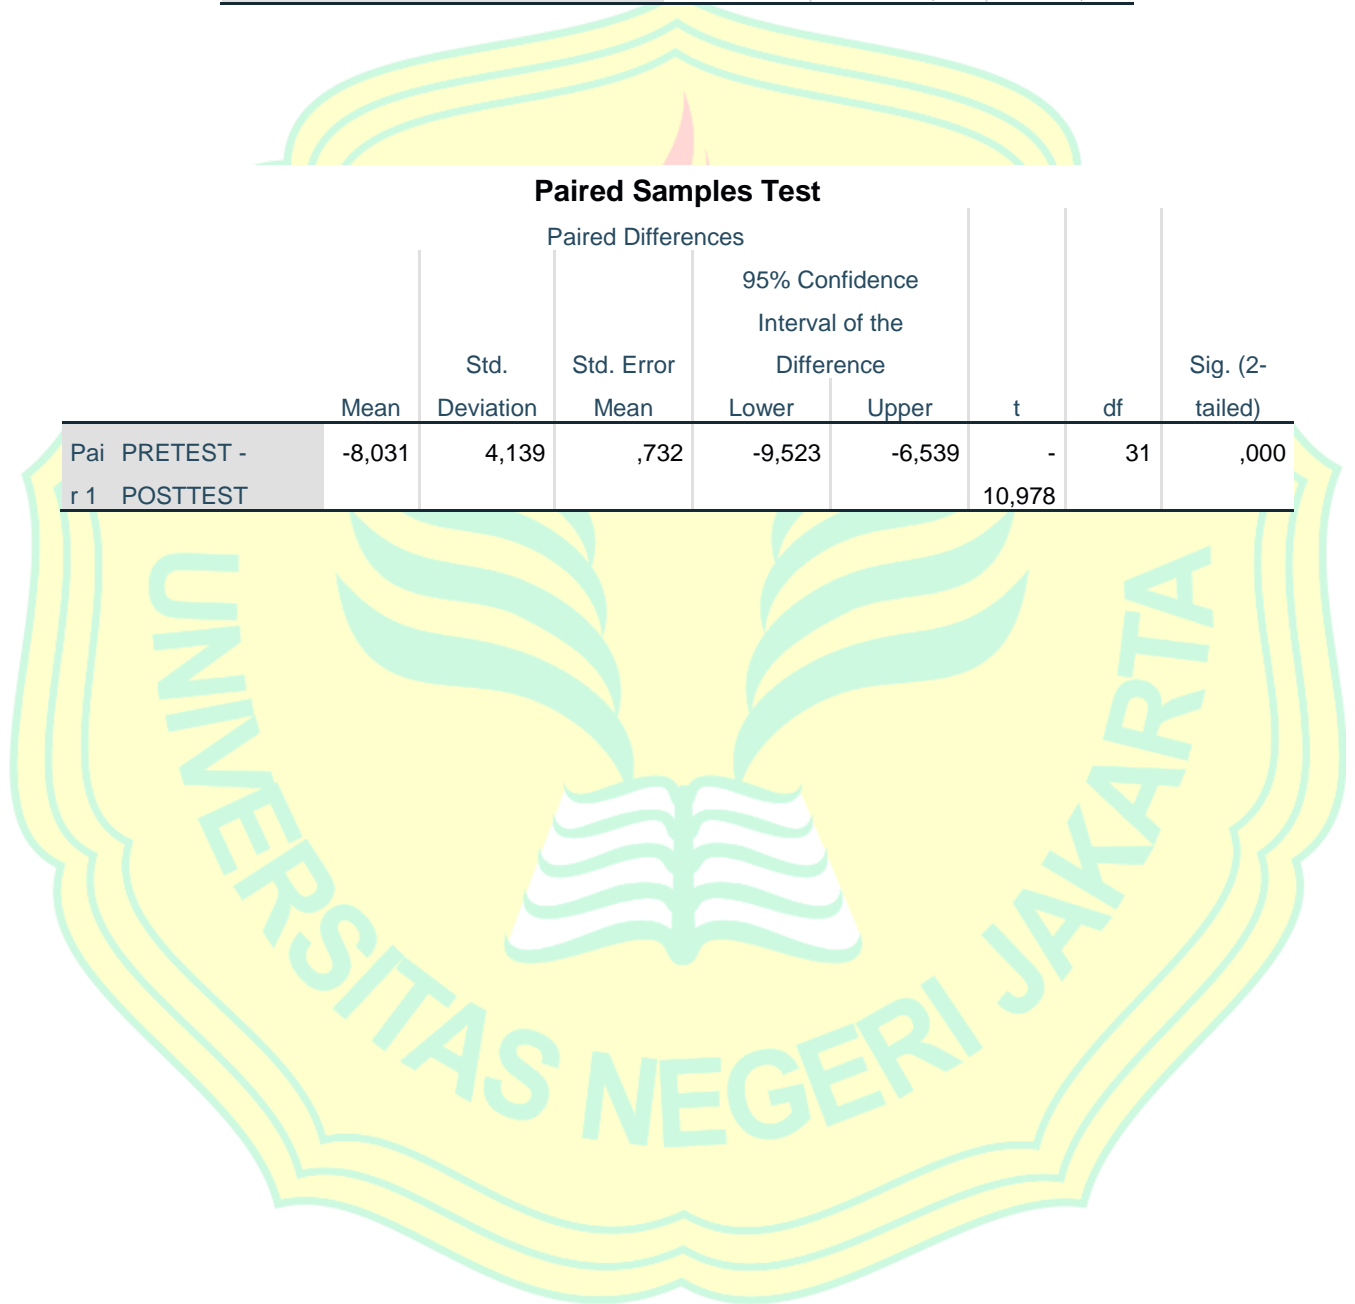 Paired Samples Test
Paired Differences
95% Confidence
Interval of the
Difference
Std.
Deviation
Std. Error
Mean
Sig. (2-
tailed)
Mean
Lower
Upper
t
df
Pai PRETEST - -8,031 4,139 ,732 -9,523 -6,539 - 31 ,000
r 1 POSTTEST 10,978
UNIVERSITAS NEGERI JAKARTA